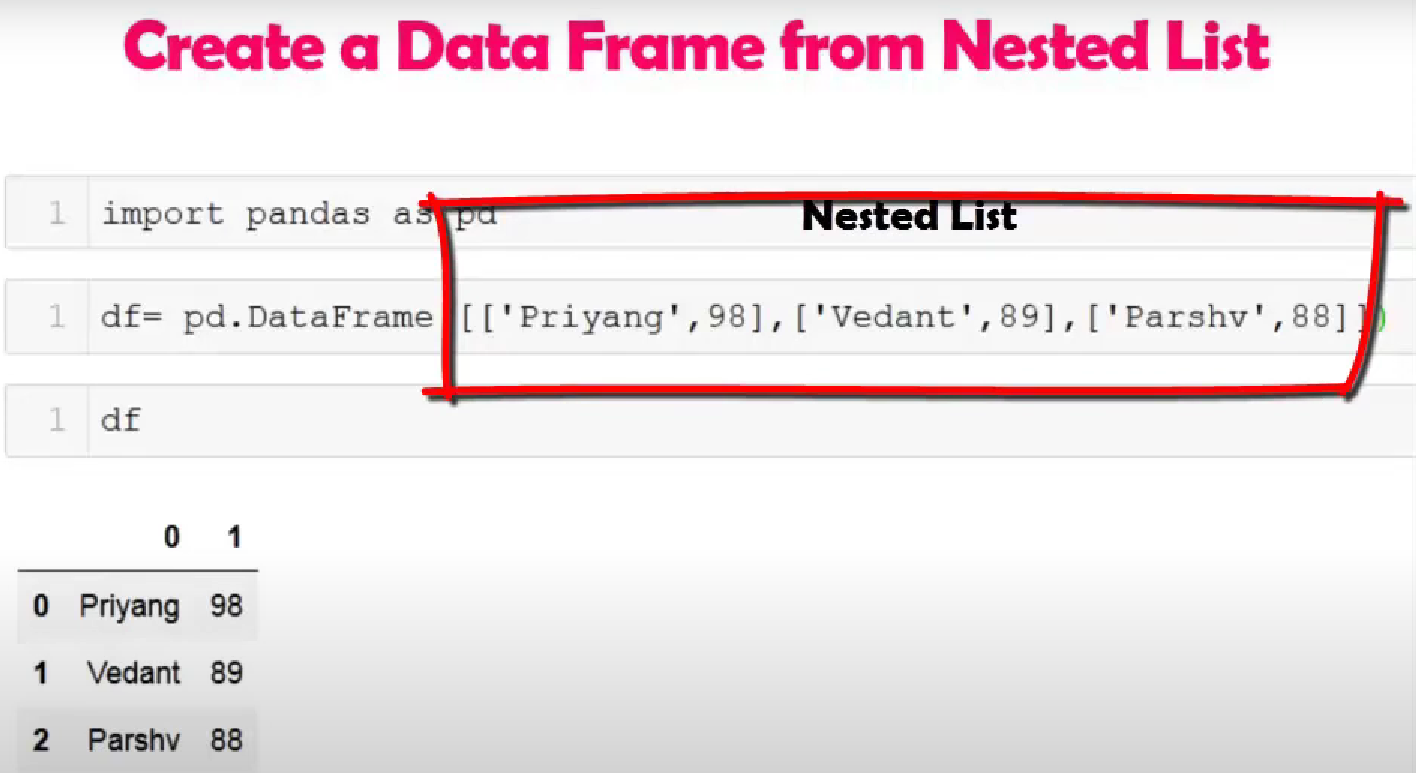 Create a Data Frame from Nested List
1 import pandas as pd
Nested List
1 df= pd.DataFrame [['Priyang',98],['Vedant',89],['Parshv',88]])
1 df
0 1
0 Priyang 98
1 Vedant 89
2 Parshv 88